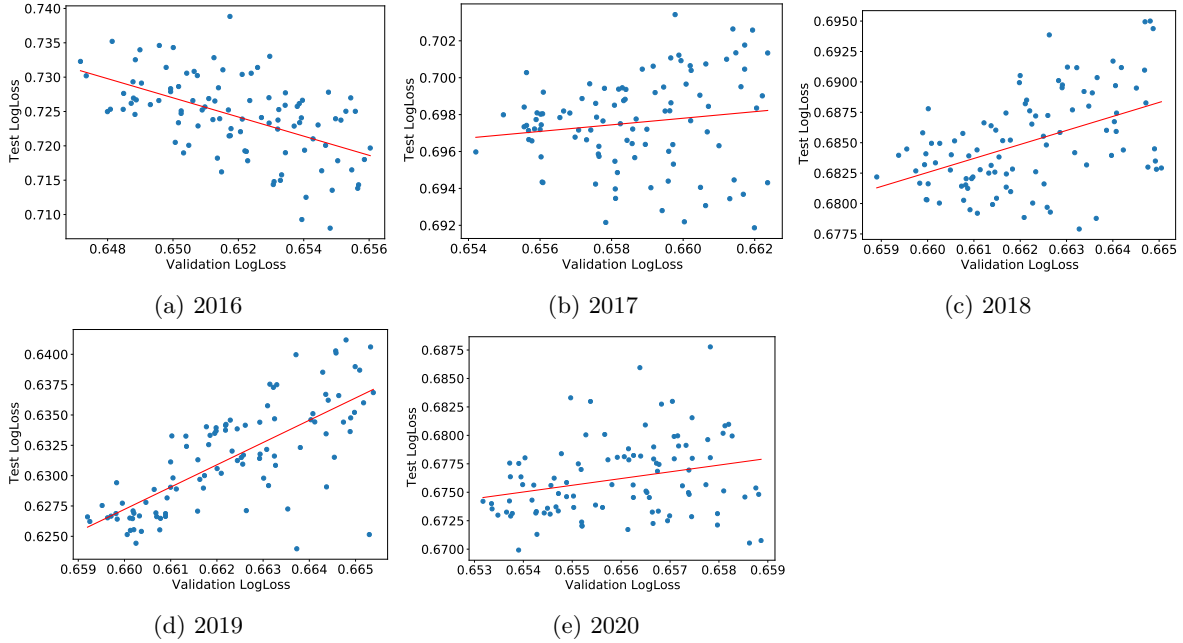 0.740
0.735
0.730
0.725
0.720
0.715
0.710
Test LogLoss
0.648 0.650 0.652 0.654 0.656
Validation LogLoss
(a) 2016
0.702
0.700
0.698
0.696
0.694
0.692
Test LogLoss
0.654 0.656 0.658 0.660 0.662
Validation LogLoss
(b) 2017
0.6950
0.6925
0.6900
0.6875
0.6850
0.6825
0.6800
0.6775
Test LogLoss
0.659 0.660 0.661 0.662 0.663 0.664 0.665
Validation LogLoss
(c) 2018
0.6400
0.6375
0.6350
0.6325
0.6300
0.6275
0.6250
Test LogLoss
0.659 0.660 0.661 0.662 0.663 0.664 0.665
Validation LogLoss
(d) 2019
0.6875
0.6850
0.6825
0.6800
0.6775
0.6750
0.6725
0.6700
Test LogLoss
0.653 0.654 0.655 0.656 0.657 0.658 0.659
Validation LogLoss
(e) 2020